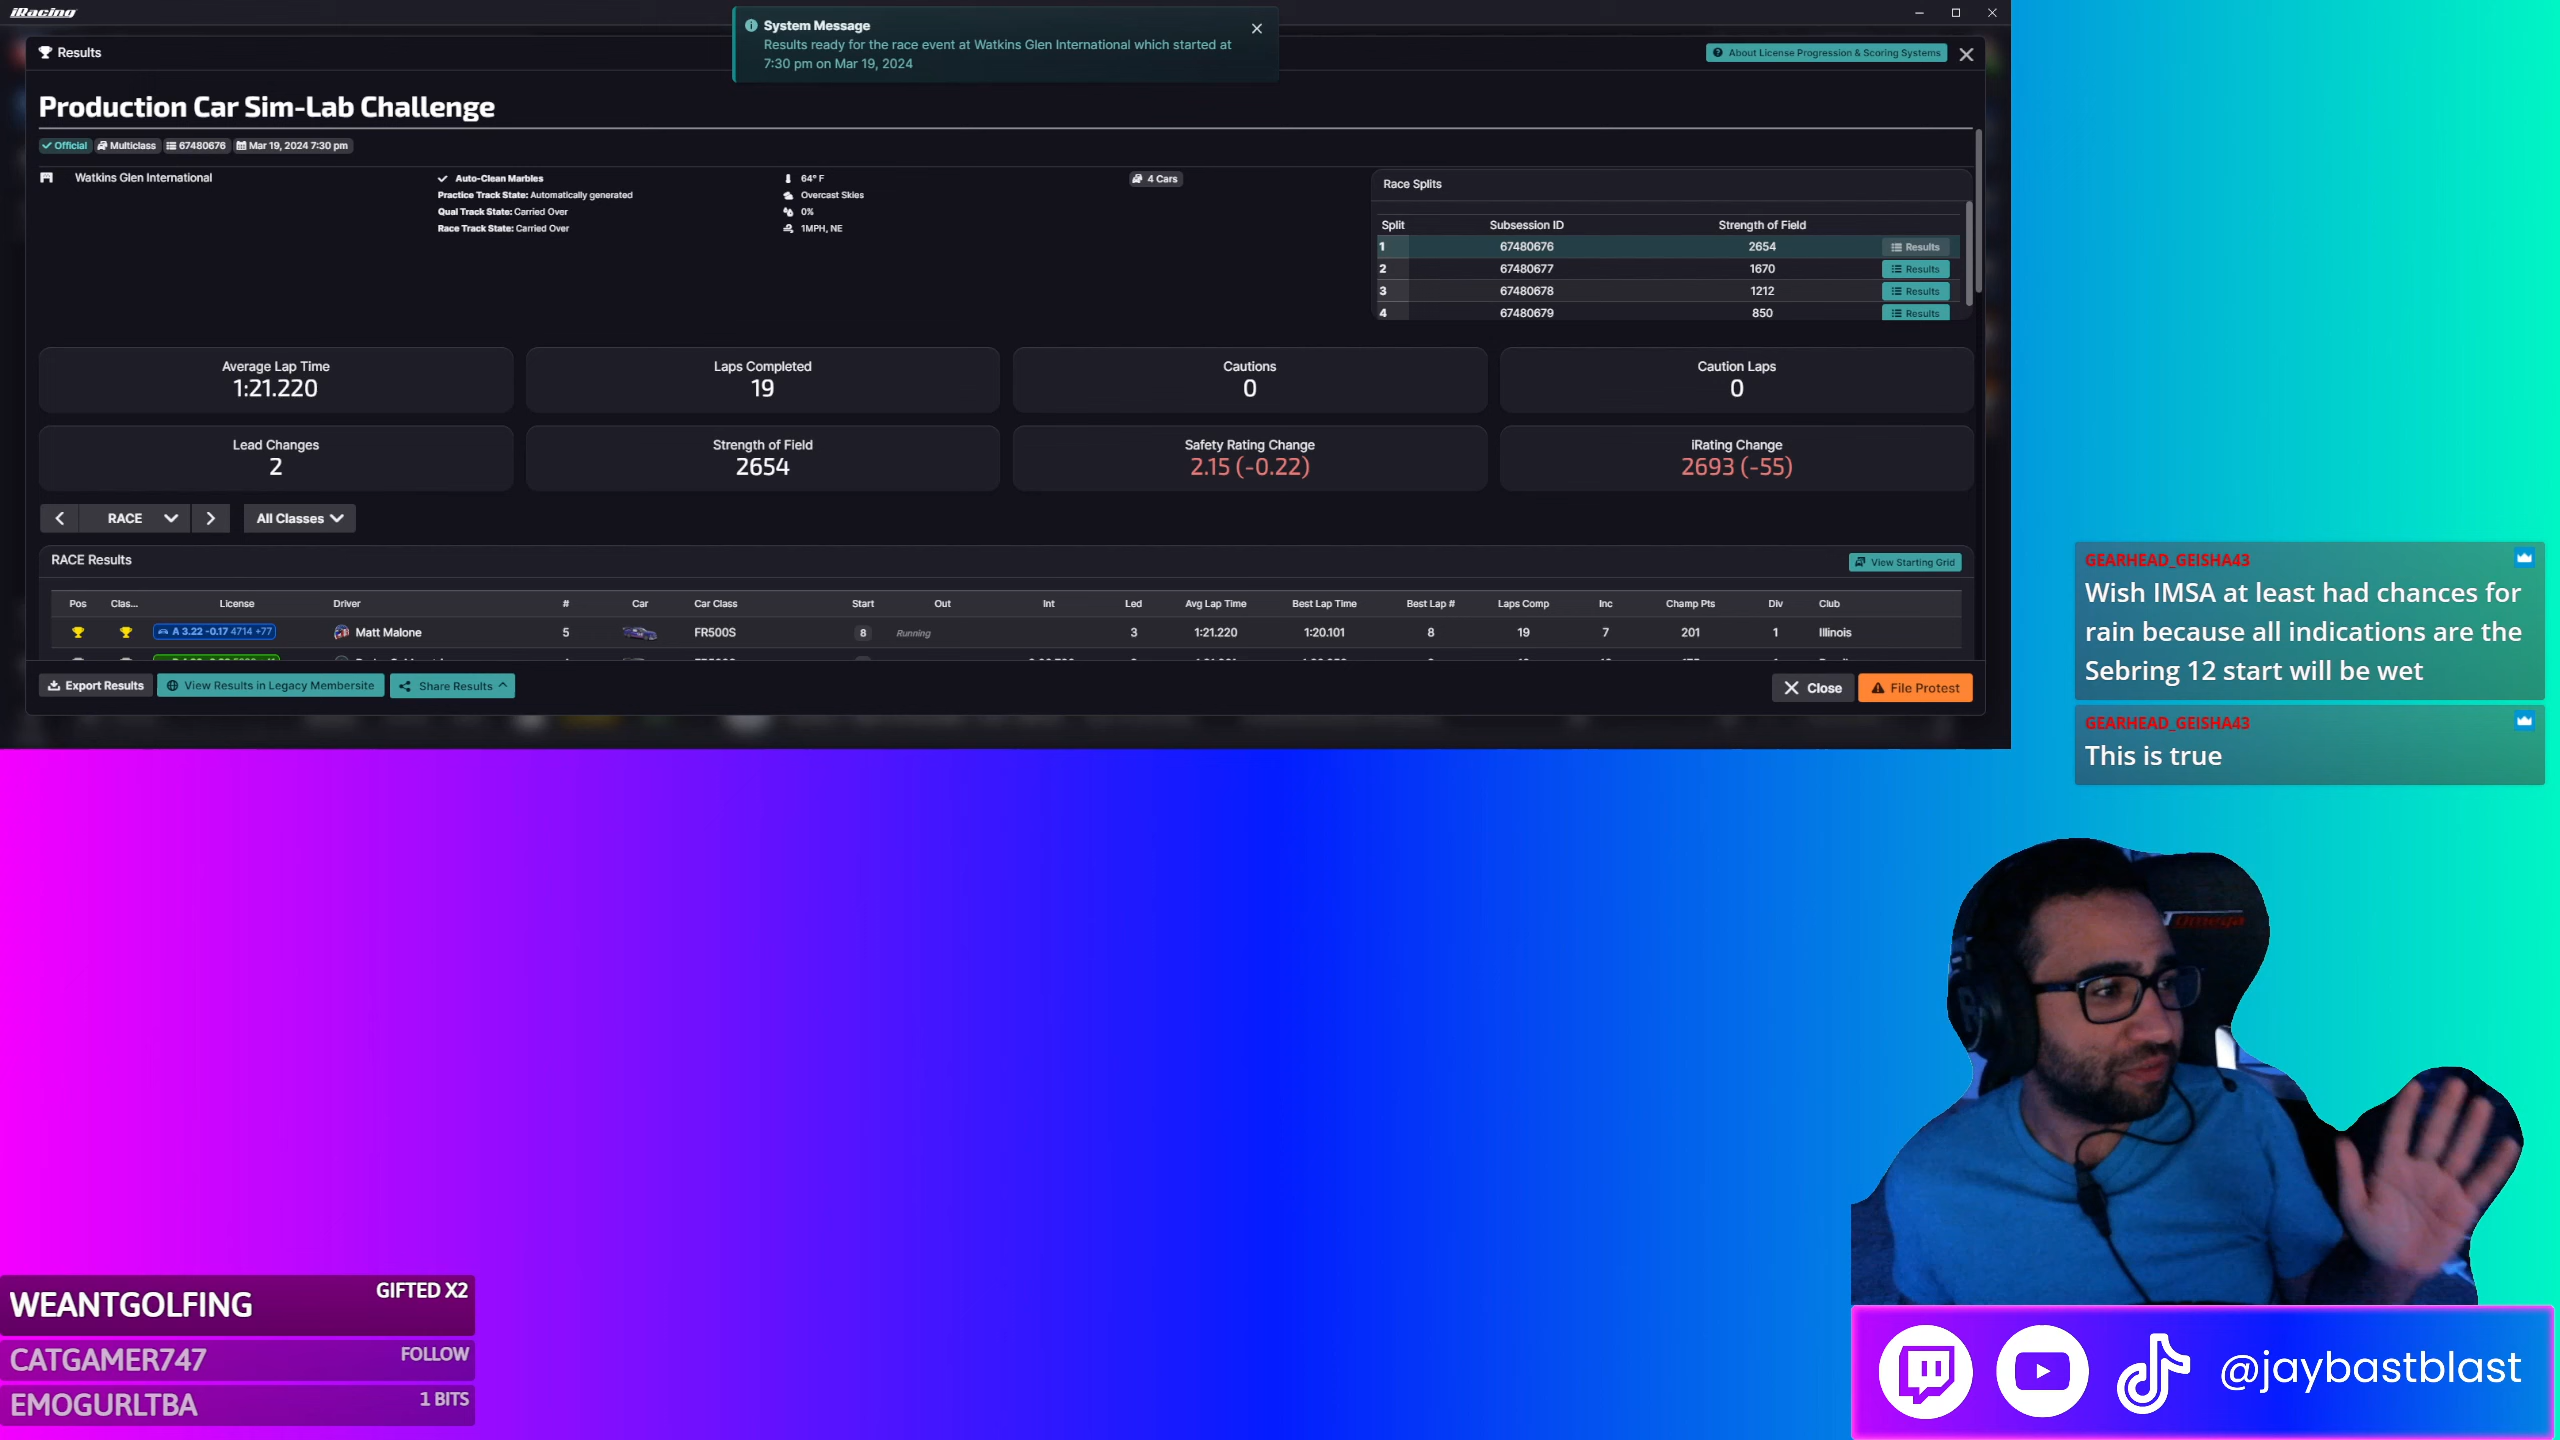 iRacing
System Message
Results ready for the race event at Watkins Glen International which started at
7:30 pm on Mar 19, 2024
Results
About License Progression & Scoring Systems
Production Car Sim-Lab Challenge
Official
Multiclass
67480676
Mar 19, 2024 7:30 pm
Watkins Glen International
Auto-Clean Marbles
Practice Track State: Automatically generated
Qual Track State: Carried Over
Race Track State: Carried Over
64° F
Overcast Skies
0%
1MPH, NE
4 Cars
Race Splits
Split Subsession ID Strength of Field
1 67480676 2654 Results
2 67480677 1670 Results
3 67480678 1212 Results
4 67480679 850 Results
Average Lap Time
1:21.220
Laps Completed
19
Cautions
0
Caution Laps
0
Lead Changes
2
Strength of Field
2654
Safety Rating Change
2.15 (-0.22)
iRating Change
2693 (-55)
RACE
All Classes
RACE Results
View Starting Grid
Pos Clas... License Driver # Car Car Class Start Out Int Led Avg Lap Time Best Lap Time Best Lap # Laps Comp Inc Champ Pts Div Club
A 3.22 -0.17 4714 +77 Matt Malone 5 FR500S 8 Running 3 1:21.220 1:20.101 8 19 7 201 1 Illinois
Export Results
View Results in Legacy Membersite
Share Results
Close
File Protest
GEARHEAD_GEISHA43
Wish IMSA at least had chances for
rain because all indications are the
Sebring 12 start will be wet
GEARHEAD_GEISHA43
This is true
WEANTGOLFING GIFTED X2
CATGAMER747 FOLLOW
EMOGURLTBA 1 BITS
@jaybastblast